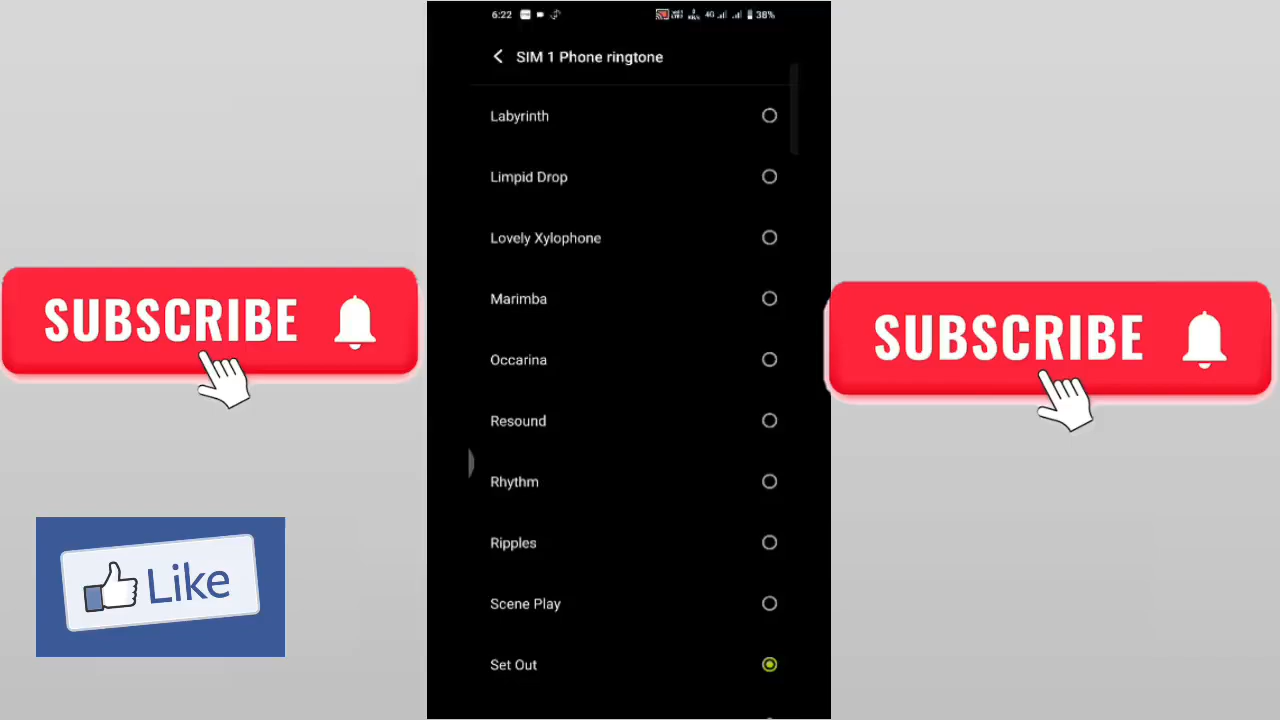 6:22
4G
38%
SIM 1 Phone ringtone
Labyrinth
Limpid Drop
Lovely Xylophone
Marimba
Occarina
Resound
Rhythm
Ripples
Scene Play
Set Out
SUBSCRIBE
SUBSCRIBE
Like